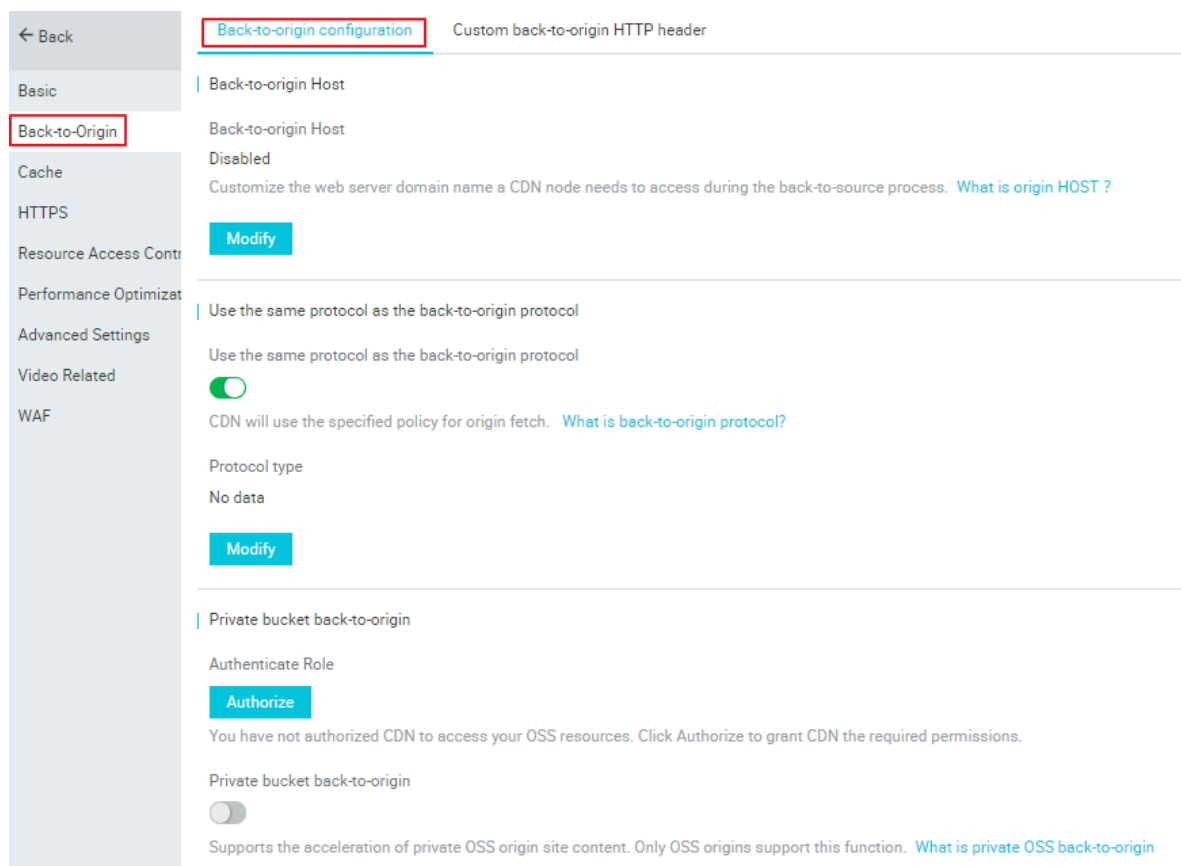 ← Back
Basic
Back-to-Origin
Cache
HTTPS
Resource Access Contr
Performance Optimizat
Advanced Settings
Video Related
WAF
Back-to-origin configuration
Custom back-to-origin HTTP header
Back-to-origin Host
Back-to-origin Host
Disabled
Customize the web server domain name a CDN node needs to access during the back-to-source process. What is origin HOST ?
Modify
Use the same protocol as the back-to-origin protocol
Use the same protocol as the back-to-origin protocol
CDN will use the specified policy for origin fetch. What is back-to-origin protocol?
Protocol type
No data
Modify
Private bucket back-to-origin
Authenticate Role
Authorize
You have not authorized CDN to access your OSS resources. Click Authorize to grant CDN the required permissions.
Private bucket back-to-origin
Supports the acceleration of private OSS origin site content. Only OSS origins support this function. What is private OSS back-to-origin